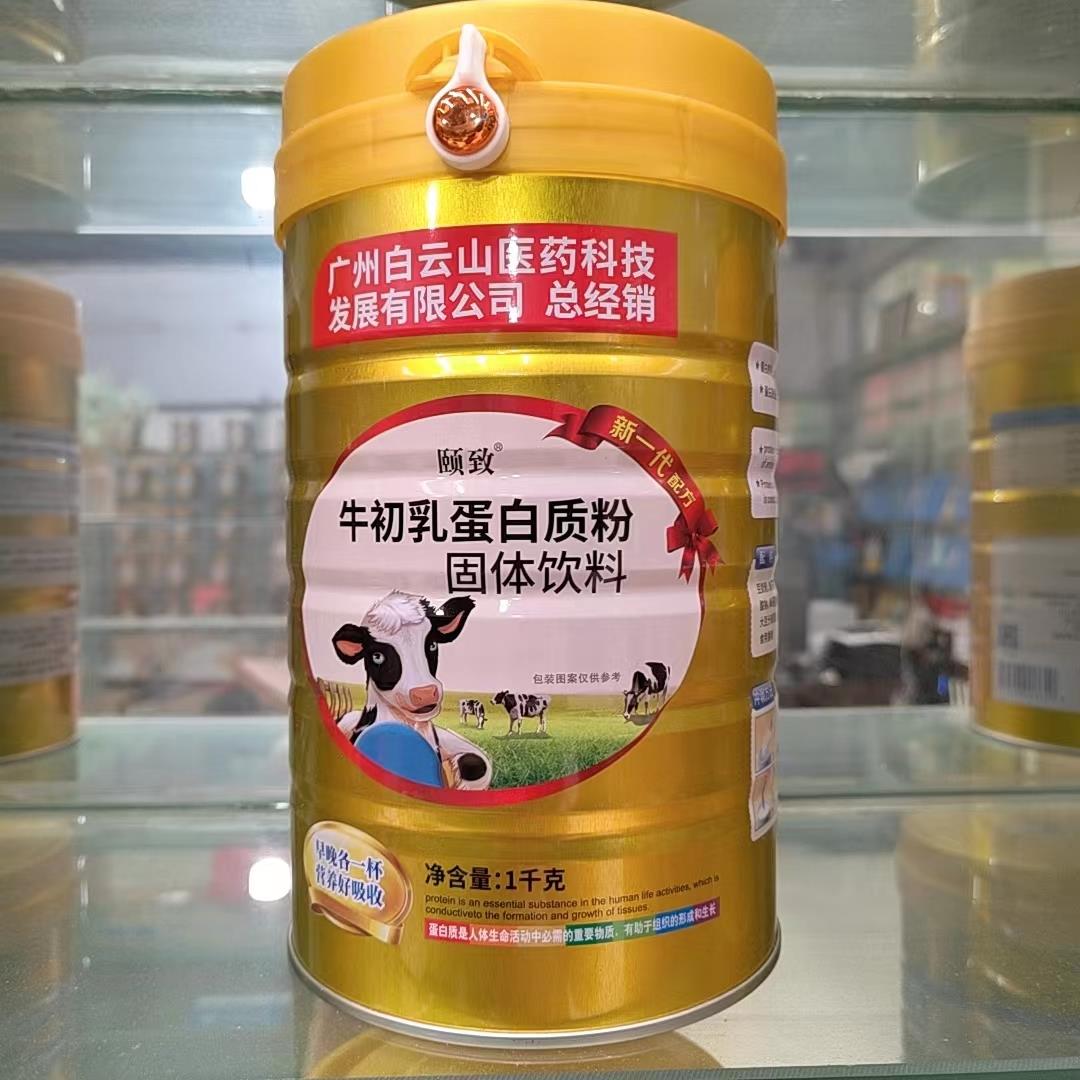 广州白云山医药科技
发展有限公司 总经销
新一代配方
颐致®
牛初乳蛋白质粉
固体饮料
包装图案仅供参考
早晚各一杯
营养好吸收
净含量:1千克
protein is an essential substance in the human life activities, which is
conductiveto the formation and growth of tissues.
蛋白质是人体生命活动中必需的重要物质,有助于组织的形成和生长